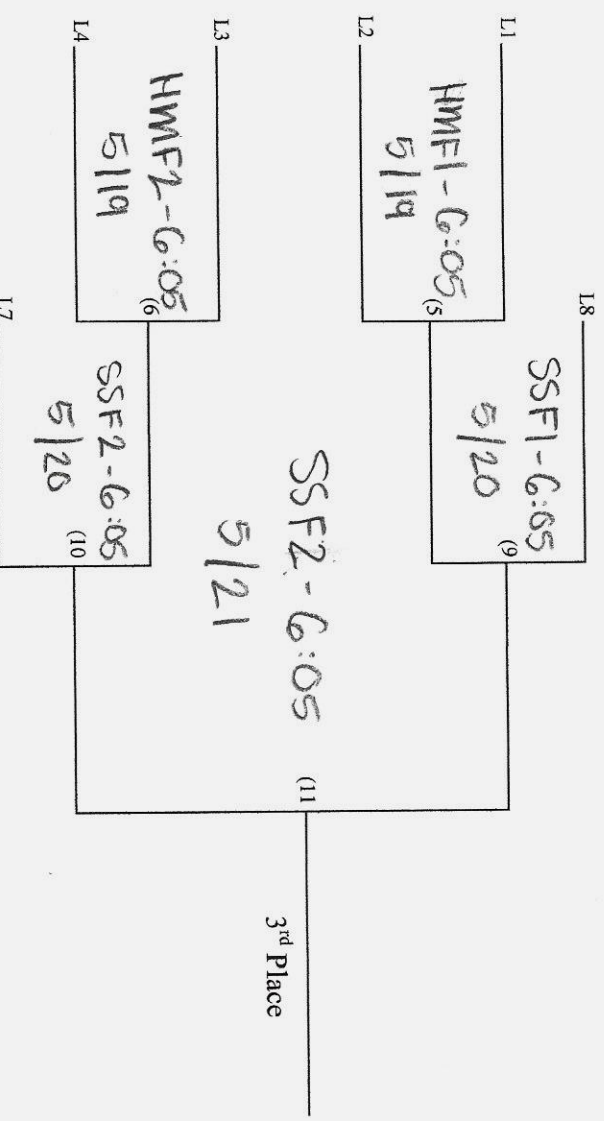 L8
SSF1-6:05
5/20
(9
L1
HMF1-6:05
5/19
(5
L2
SSF2-6:05
5/21
(11
3rd Place
L3
HMF2-6:05
5/19
(6
L4
SSF2-6:05
5/20
(10
L7